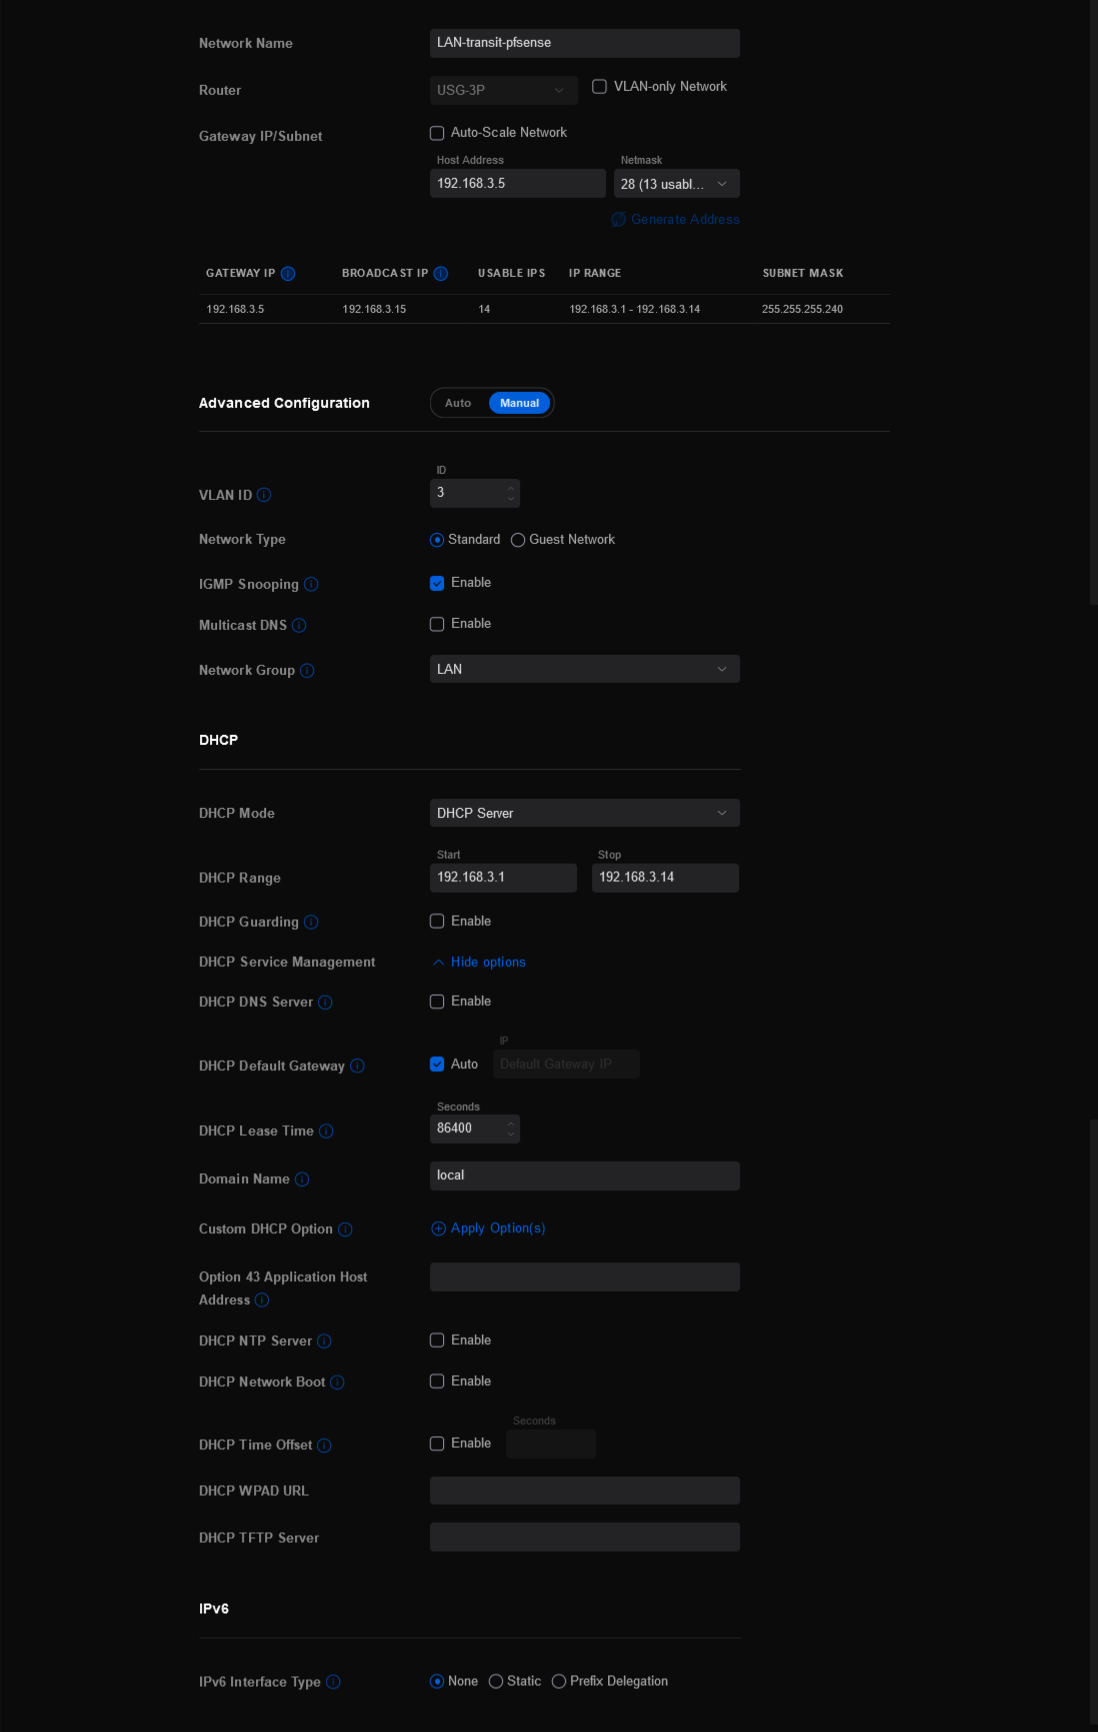 Network Name LAN-transit-pfsense
Router USG-3P VLAN-only Network
Gateway IP/Subnet Auto-Scale Network
Host Address Netmask
192.168.3.5 28 (13 usabl...
Generate Address
GATEWAY IP BROADCAST IP USABLE IPS IP RANGE SUBNET MASK
192.168.3.5 192.168.3.15 14 192.168.3.1 - 192.168.3.14 255.255.255.240
Advanced Configuration Auto Manual
ID
VLAN ID 3
Network Type Standard Guest Network
IGMP Snooping Enable
Multicast DNS Enable
Network Group LAN
DHCP
DHCP Mode DHCP Server
Start Stop
DHCP Range 192.168.3.1 192.168.3.14
DHCP Guarding Enable
DHCP Service Management Hide options
DHCP DNS Server Enable
IP
DHCP Default Gateway Auto Default Gateway IP
Seconds
DHCP Lease Time 86400
Domain Name local
Custom DHCP Option Apply Option(s)
Option 43 Application Host
Address
DHCP NTP Server Enable
DHCP Network Boot Enable
Seconds
DHCP Time Offset Enable
DHCP WPAD URL
DHCP TFTP Server
IPv6
IPv6 Interface Type None Static Prefix Delegation